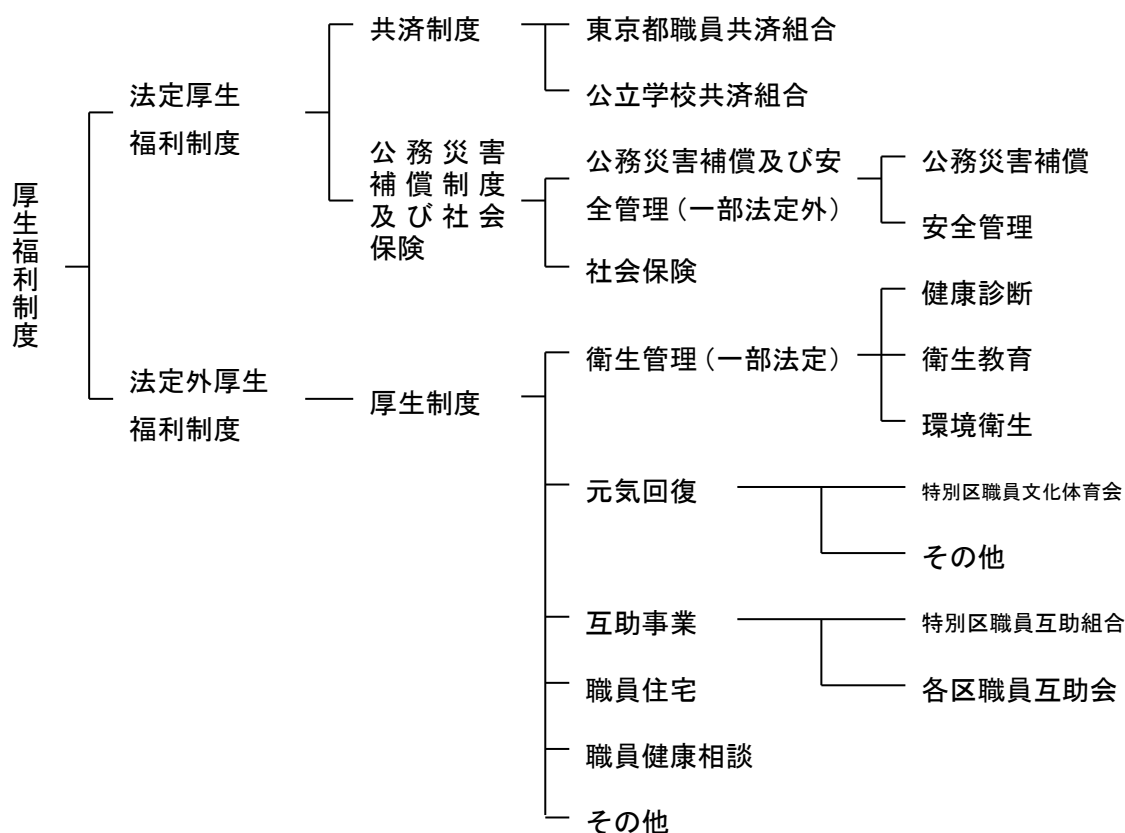 厚生福利制度
法定厚生
福利制度
共済制度
東京都職員共済組合
公立学校共済組合
公務災害
補償制度
及び社会
保険
公務災害補償及び安
全管理（一部法定外）
公務災害補償
安全管理
社会保険
法定外厚生
福利制度
厚生制度
衛生管理（一部法定）
健康診断
衛生教育
環境衛生
元気回復
特別区職員文化体育会
その他
互助事業
特別区職員互助組合
各区職員互助会
職員住宅
職員健康相談
その他